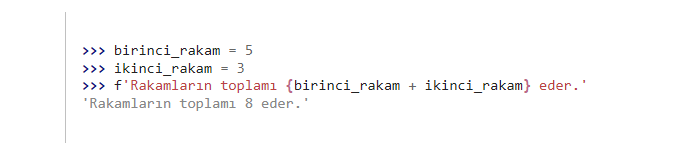 >>> birinci_rakam = 5
>>> ikinci_rakam = 3
>>> f'Rakamların toplamı {birinci_rakam + ikinci_rakam} eder.'
'Rakamların toplamı 8 eder.'